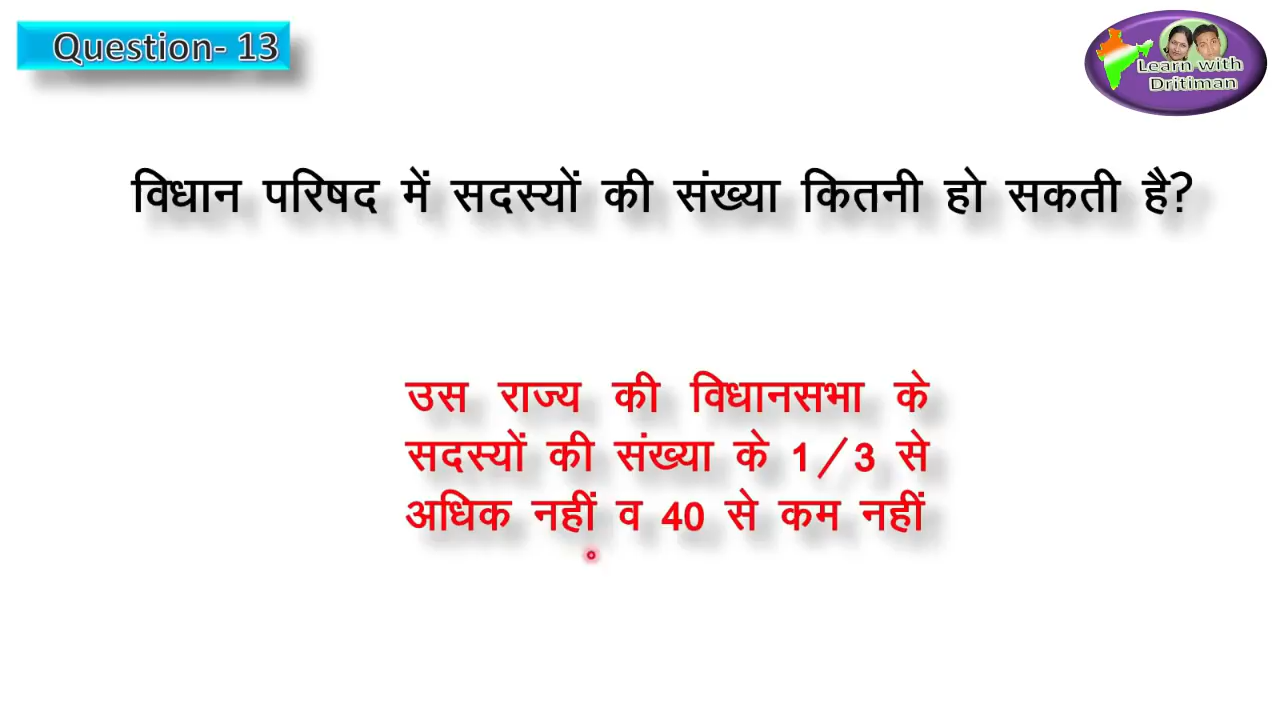 Question- 13
Learn with
Dritiman
विधान परिषद में सदस्यों की संख्या कितनी हो सकती है?
उस राज्य की विधानसभा के
सदस्यों की संख्या के 1/3 से
अधिक नहीं व 40 से कम नहीं